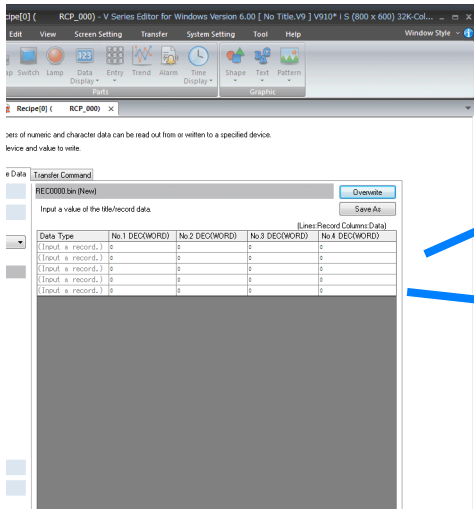 ipe[0] ( RCP_000) - V Series Editor for Windows Version 6.00 [ No Title.V9 ] V910* i S (800 x 600) 32K-Col...
Edit View Screen Setting Transfer System Setting Tool Help Window Style
ap Switch Lamp Data Display Entry Trend Alarm Time Display Shape Text Pattern
123
Parts Graphic
Recipe[0] ( RCP_000) ×
bers of numeric and character data can be read out from or written to a specified device.
device and value to write.
e Data Transfer Command
REC0000.bin (New) Overwrite
Input a value of the title/record data. Save As
[Lines:Record Columns:Data]
Data Type No.1 DEC(WORD) No.2 DEC(WORD) No.3 DEC(WORD) No.4 DEC(WORD)
(Input a record.) 0 0 0 0
(Input a record.) 0 0 0 0
(Input a record.) 0 0 0 0
(Input a record.) 0 0 0 0
(Input a record.) 0 0 0 0